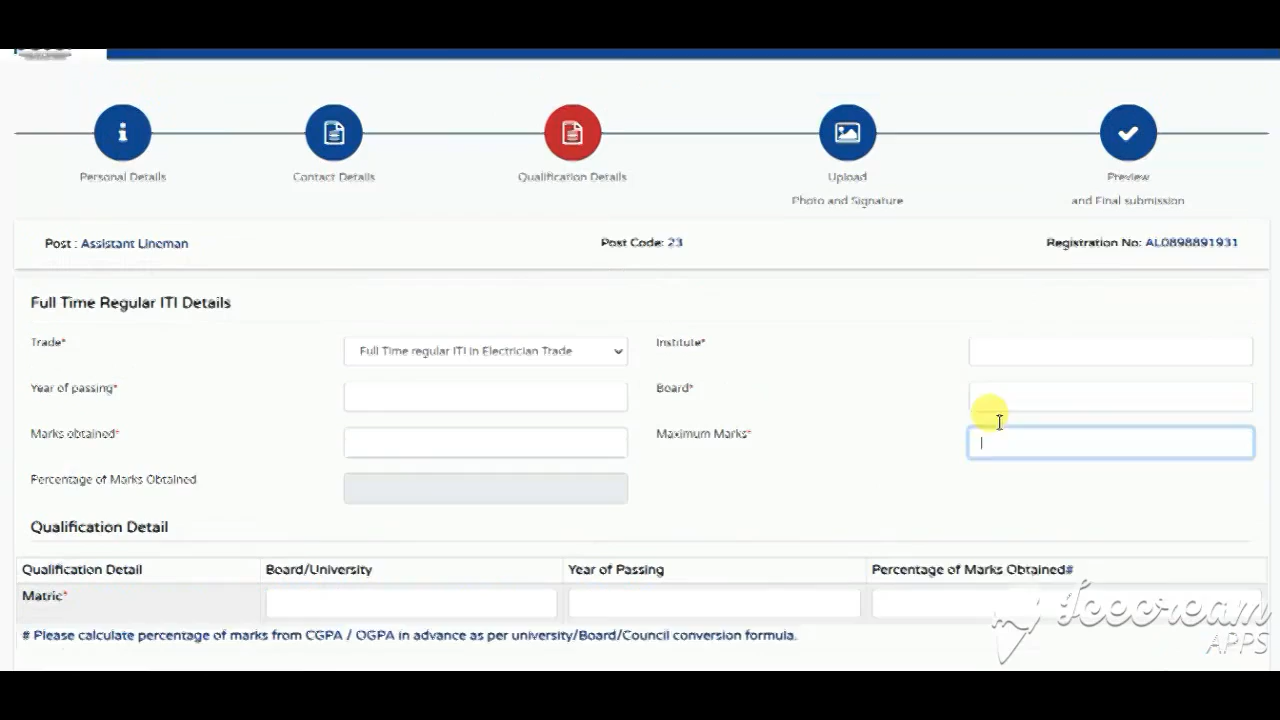 Personal Details
Contact Details
Qualification Details
Upload
Photo and Signature
Preview
and Final submission
Post : Assistant Lineman
Post Code: 23
Registration No: AL0898891931
Full Time Regular ITI Details
Trade*
Full Time regular ITI in Electrician Trade
Institute*
Year of passing*
Board*
Marks obtained*
Maximum Marks*
Percentage of Marks Obtained
Qualification Detail
Qualification Detail
Board/University
Year of Passing
Percentage of Marks Obtained#
Matric*
# Please calculate percentage of marks from CGPA / OGPA in advance as per university/Board/Council conversion formula.
Icecream
APPS